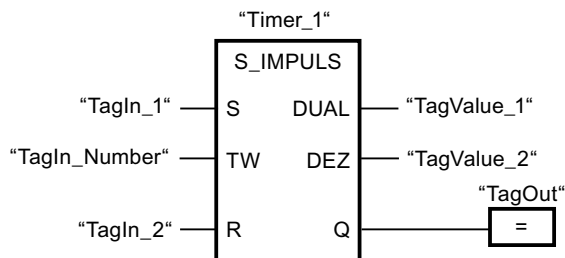 “Timer_1“
S_IMPULS
“TagIn_1“ S DUAL “TagValue_1“
“TagIn_Number“ TW DEZ “TagValue_2“
“TagOut“
“TagIn_2“ R Q =